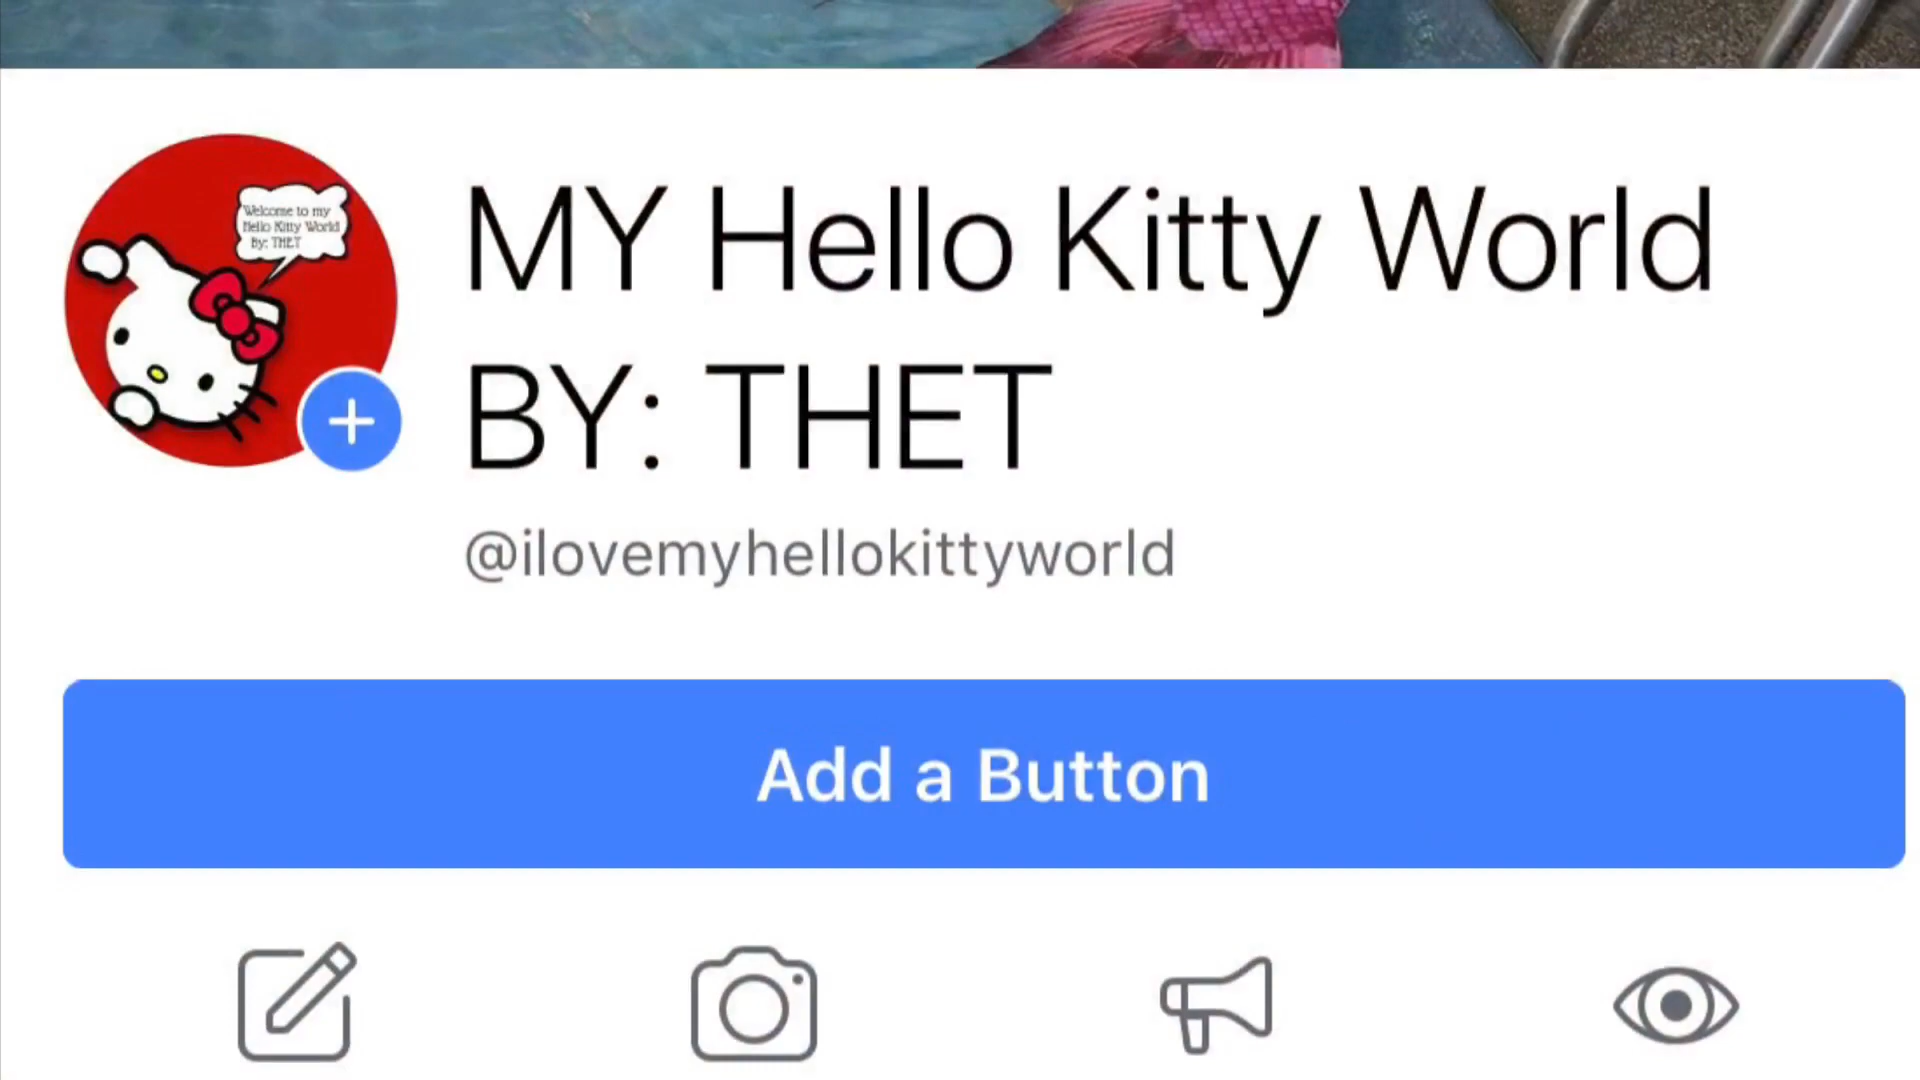 Welcome to my
Hello Kitty World
By: THET
MY Hello Kitty World
BY: THET
@ilovemyhellokittyworld
Add a Button